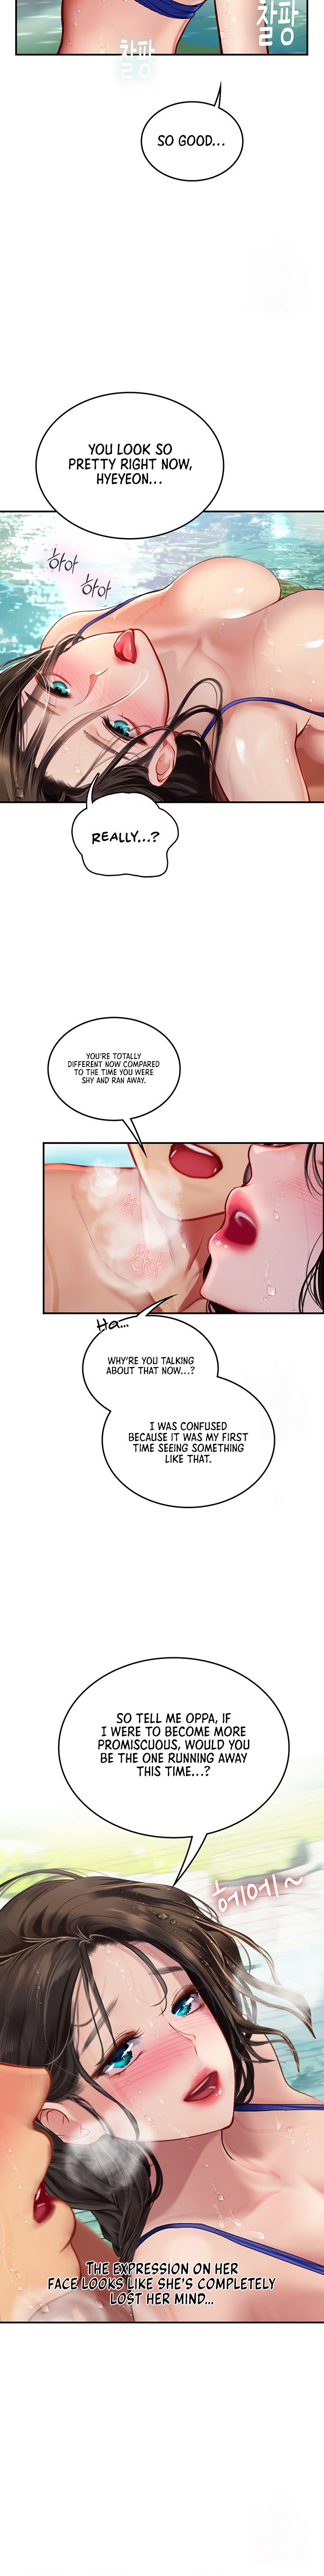 찰팡
찰팡
SO GOOD...
YOU LOOK SO
PRETTY RIGHT NOW,
HYEYEON...
하아
하아
REALLY...?
YOU'RE TOTALLY
DIFFERENT NOW COMPARED
TO THE TIME YOU WERE
SHY AND RAN AWAY.
하
하아
Ha...
WHY'RE YOU TALKING
ABOUT THAT NOW...?
I WAS CONFUSED
BECAUSE IT WAS MY FIRST
TIME SEEING SOMETHING
LIKE THAT.
SO TELL ME OPPA, IF
I WERE TO BECOME MORE
PROMISCUOUS, WOULD YOU
BE THE ONE RUNNING AWAY
THIS TIME...?
헤에~
THE EXPRESSION ON HER
FACE LOOKS LIKE SHE'S COMPLETELY
LOST HER MIND...